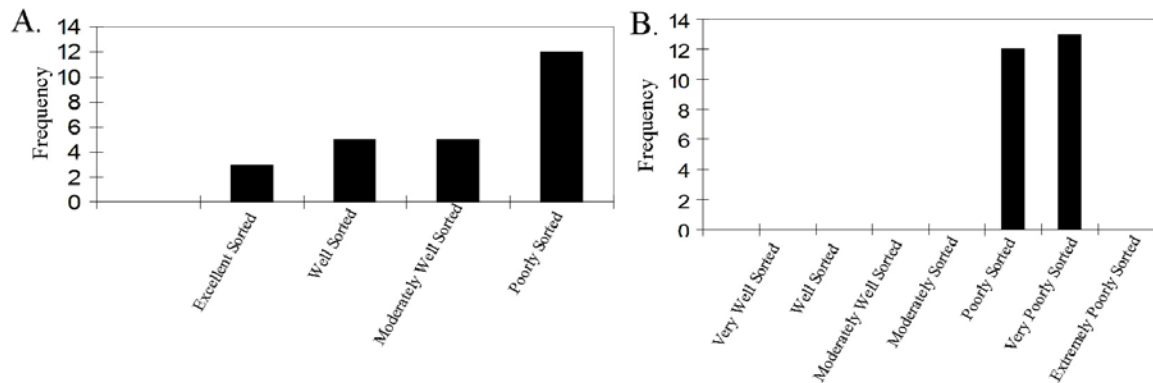 A.
14
12
10
8
6
4
2
0
Frequency
Excellent Sorted
Well Sorted
Moderately Well Sorted
Poorly Sorted
B.
14
12
10
8
6
4
2
0
Frequency
Very Well Sorted
Well Sorted
Moderately Well Sorted
Moderately Sorted
Poorly Sorted
Very Poorly Sorted
Extremely Poorly Sorted